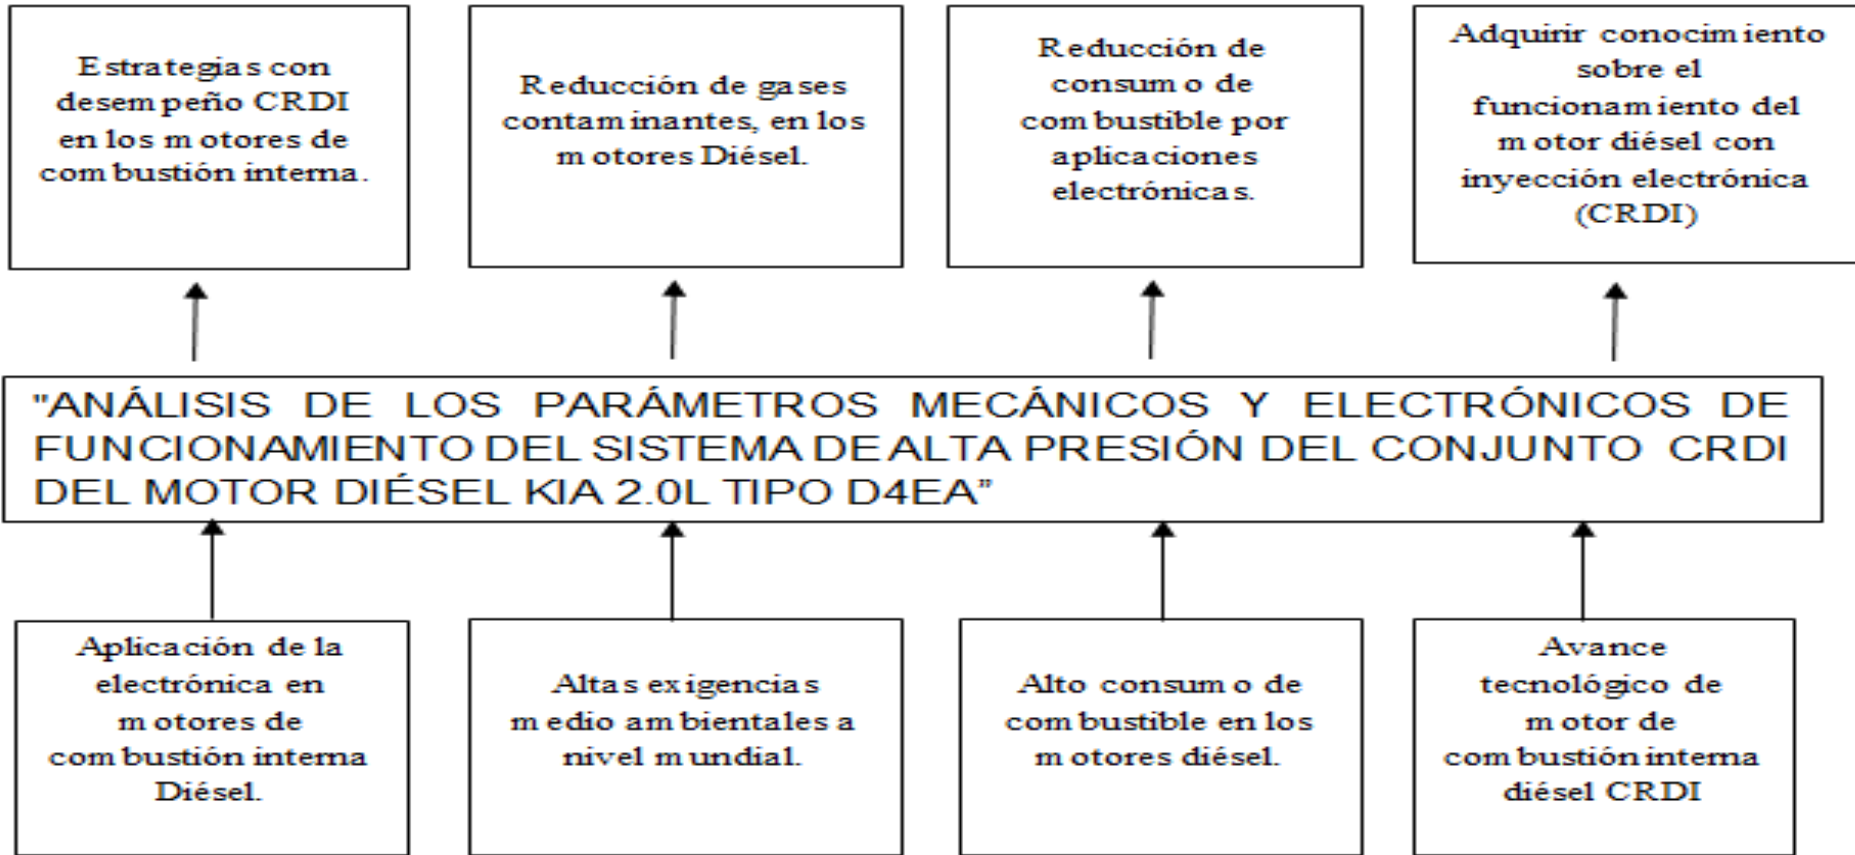 Estrategias con
desempeño CRDI
en los motores de
combustión interna.
Reducción de gases
contaminantes, en los
motores Diésel.
Reducción de
consumo de
combustible por
aplicaciones
electrónicas.
Adquirir conocimiento
sobre el
funcionamiento del
motor diésel con
inyección electrónica
(CRDI)
"ANÁLISIS DE LOS PARÁMETROS MECÁNICOS Y ELECTRÓNICOS DE
FUNCIONAMIENTO DEL SISTEMA DE ALTA PRESIÓN DEL CONJUNTO CRDI
DEL MOTOR DIÉSEL KIA 2.0L TIPO D4EA”
Aplicación de la
electrónica en
motores de
combustión interna
Diésel.
Altas exigencias
medio ambientales a
nivel mundial.
Alto consumo de
combustible en los
motores diésel.
Avance
tecnológico de
motor de
combustión interna
diésel CRDI